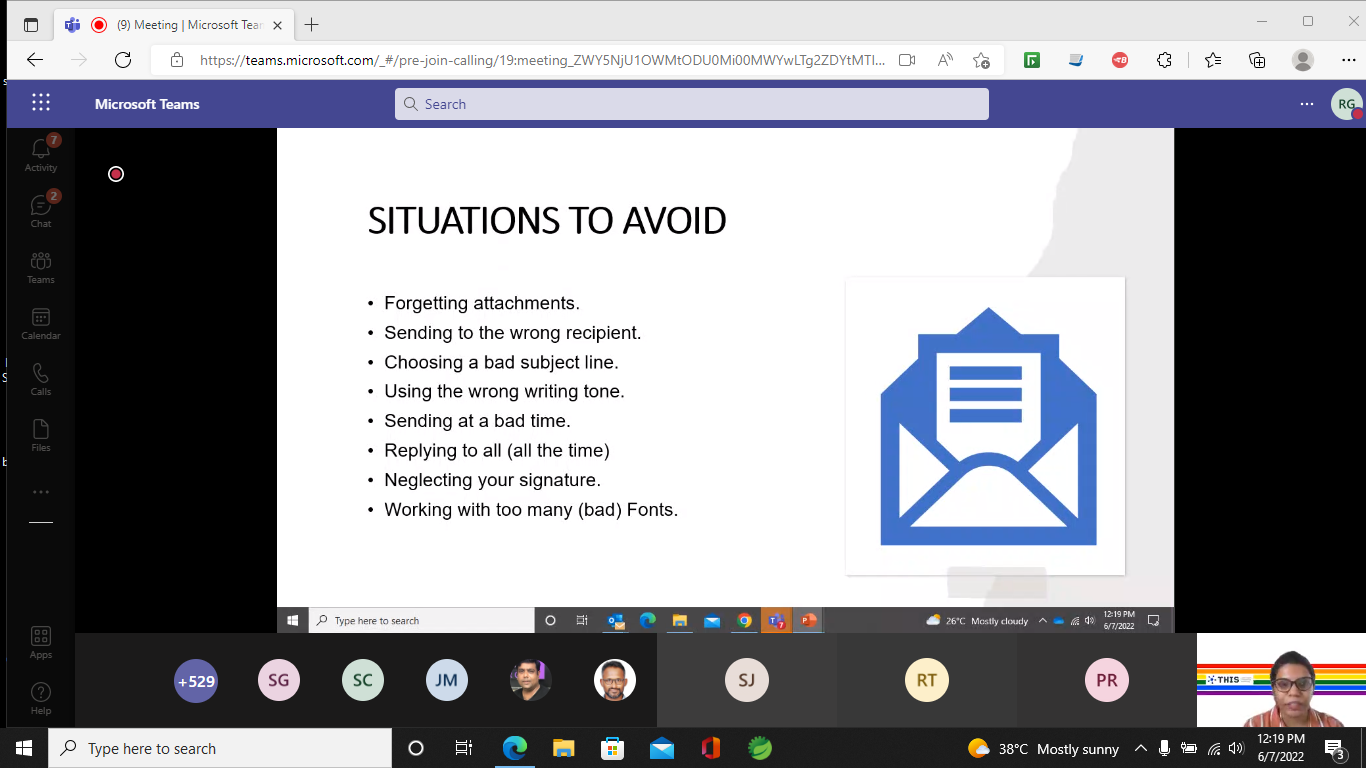 (9) Meeting | Microsoft Tea
https://teams.microsoft.com/_#/pre-join-calling/19:meeting_ZWY5NjU1OWMtODU0Mi00MWYwLTg2ZDYtMTI...
Microsoft Teams
Search
RG
7
Activity
2
Chat
Teams
Calendar
Calls
Files
Apps
Help
SITUATIONS TO AVOID
• Forgetting attachments.
• Sending to the wrong recipient.
• Choosing a bad subject line.
• Using the wrong writing tone.
• Sending at a bad time.
• Replying to all (all the time)
• Neglecting your signature.
• Working with too many (bad) Fonts.
Type here to search
7
26°C Mostly cloudy
12:19 PM
6/7/2022
+529
SG
SC
JM
SJ
RT
PR
THIS
Type here to search
38°C Mostly sunny
12:19 PM
6/7/2022
3